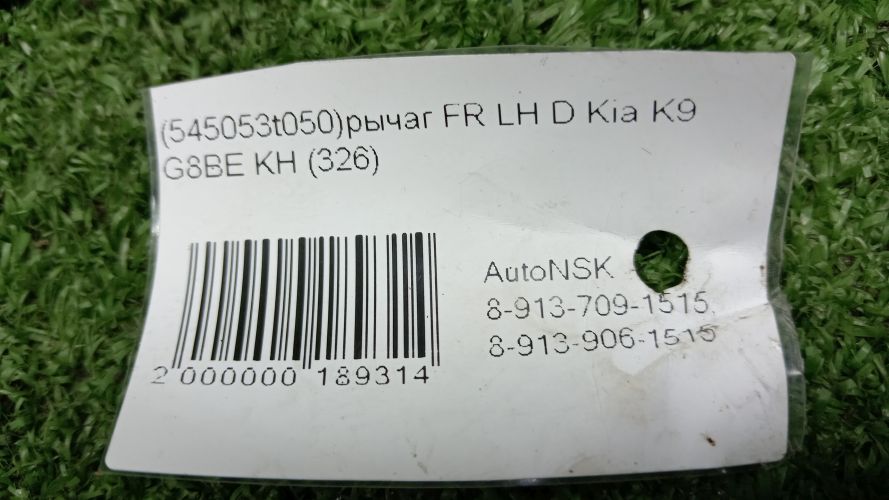 (545053t050)рычаг FR LH D Kia K9
G8BE KH (326)
AutoNSK
8-913-709-1515,
8-913-906-1515
2 000000 189314